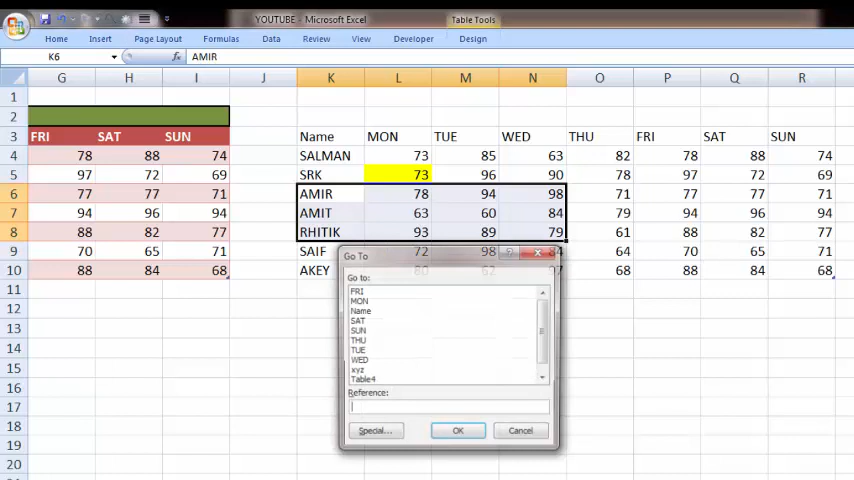 YOUTUBE - Microsoft Excel Table Tools
Home Insert Page Layout Formulas Data Review View Developer Design
K6 fx AMIR
G H I J K L M N O P Q R
1
2
3 FRI SAT SUN Name MON TUE WED THU FRI SAT SUN
4 78 88 74 SALMAN 73 85 63 82 78 88 74
5 97 72 69 SRK 73 96 90 78 97 72 69
6 77 77 71 AMIR 78 94 98 71 77 77 71
7 94 96 94 AMIT 63 60 84 79 94 96 94
8 88 82 77 RHITIK 93 89 79 61 88 82 77
9 70 65 71 SAIF 72 98 84 64 70 65 71
10 88 84 68 AKEY 80 62 97 68 88 84 68
11
12
13
14
15
16
17
18
19
20
Go To
Go to:
FRI
MON
Name
SAT
SUN
THU
TUE
WED
xyz
Table4
Reference:
Special... OK Cancel